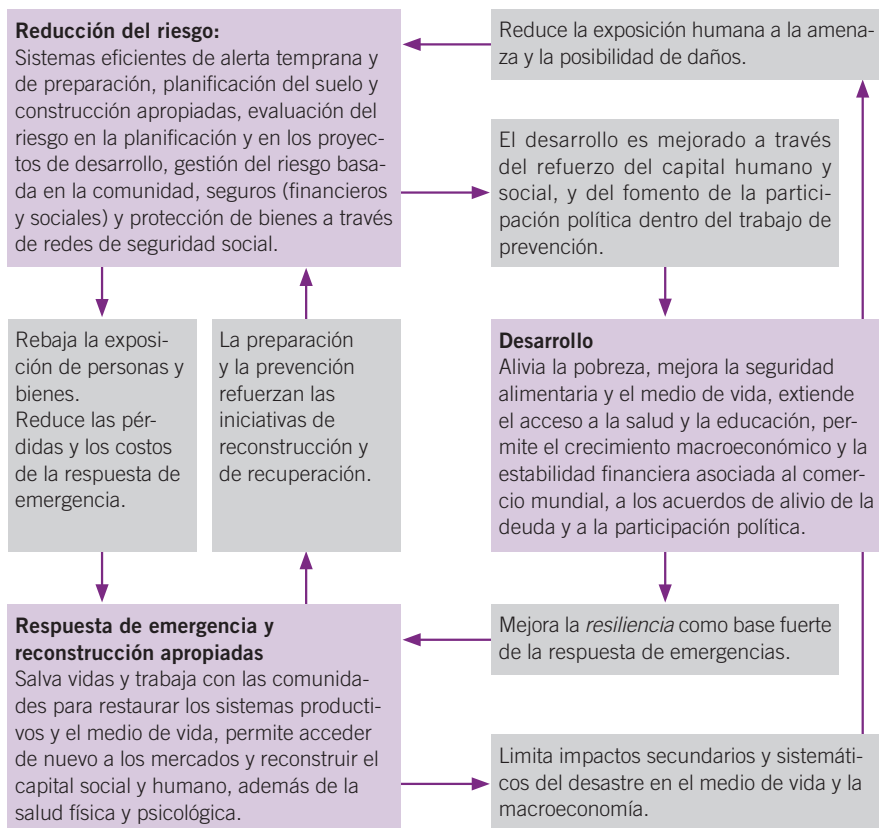 Reducción del riesgo:
Sistemas eficientes de alerta temprana y
de preparación, planificación del suelo y
construcción apropiadas, evaluación del
riesgo en la planificación y en los proyec-
tos de desarrollo, gestión del riesgo basa-
da en la comunidad, seguros (financieros
y sociales) y protección de bienes a través
de redes de seguridad social.
Reduce la exposición humana a la amena-
za y la posibilidad de daños.
El desarrollo es mejorado a través
del refuerzo del capital humano y
social, y del fomento de la partici-
pación política dentro del trabajo de
prevención.
Rebaja la exposi-
ción de personas y
bienes.
Reduce las pér-
didas y los costos
de la respuesta de
emergencia.
La preparación
y la prevención
refuerzan las
iniciativas de
reconstrucción y
de recuperación.
Desarrollo
Alivia la pobreza, mejora la seguridad
alimentaria y el medio de vida, extiende
el acceso a la salud y la educación, per-
mite el crecimiento macroeconómico y la
estabilidad financiera asociada al comer-
cio mundial, a los acuerdos de alivio de la
deuda y a la participación política.
Respuesta de emergencia y
reconstrucción apropiadas
Salva vidas y trabaja con las comunida-
des para restaurar los sistemas producti-
vos y el medio de vida, permite acceder
de nuevo a los mercados y reconstruir el
capital social y humano, además de la
salud física y psicológica.
Mejora la resiliencia como base fuerte
de la respuesta de emergencias.
Limita impactos secundarios y sistemáti-
cos del desastre en el medio de vida y la
macroeconomía.